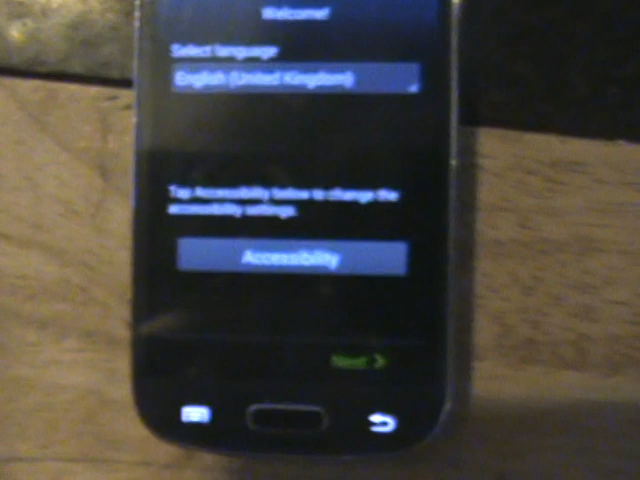 Welcome!
Select language
English (United Kingdom)
Tap Accessibility below to change the
accessibility settings.
Accessibility
Next >